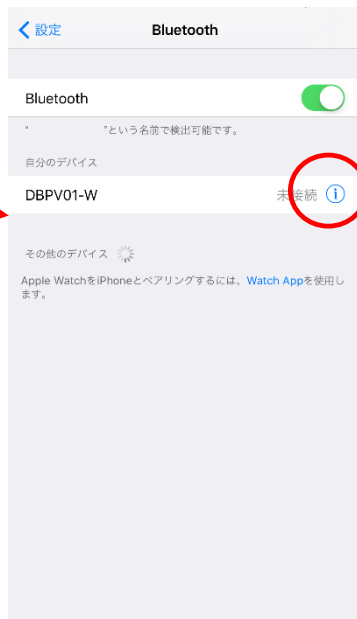 設定
Bluetooth
Bluetooth
“ ”という名前で検出可能です。
自分のデバイス
DBPV01-W 未接続
その他のデバイス
Apple WatchをiPhoneとペアリングするには、Watch Appを使用し
ます。